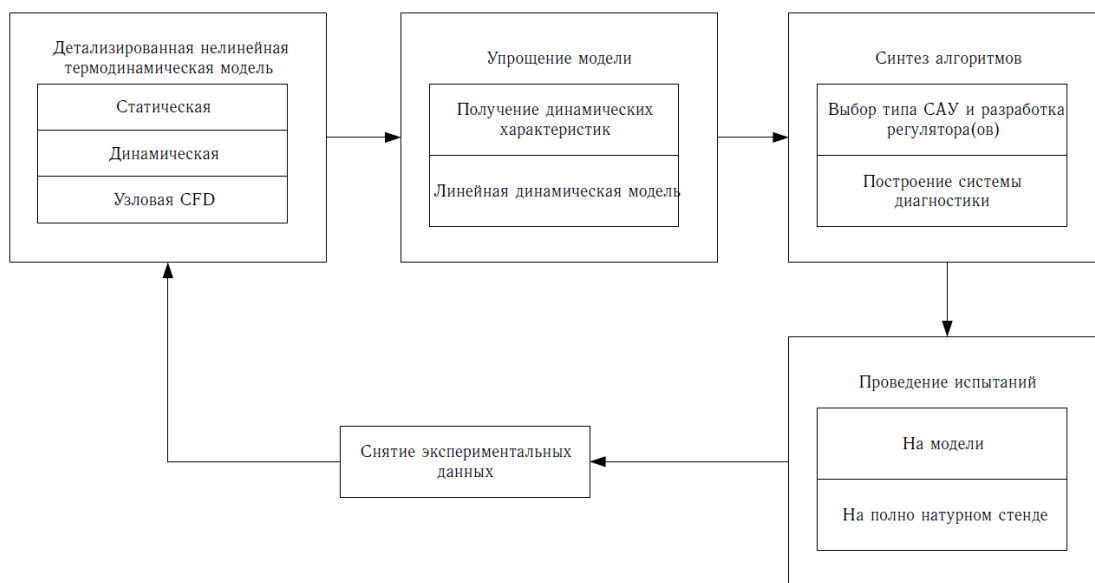 Детализированная нелинейная
термодинамическая модель
Статическая
Динамическая
Узловая CFD
Упрощение модели
Получение динамических
характеристик
Линейная динамическая модель
Синтез алгоритмов
Выбор типа САУ и разработка
регулятора(ов)
Построение системы
диагностики
Проведение испытаний
На модели
На полно натурном стенде
Снятие экспериментальных
данных